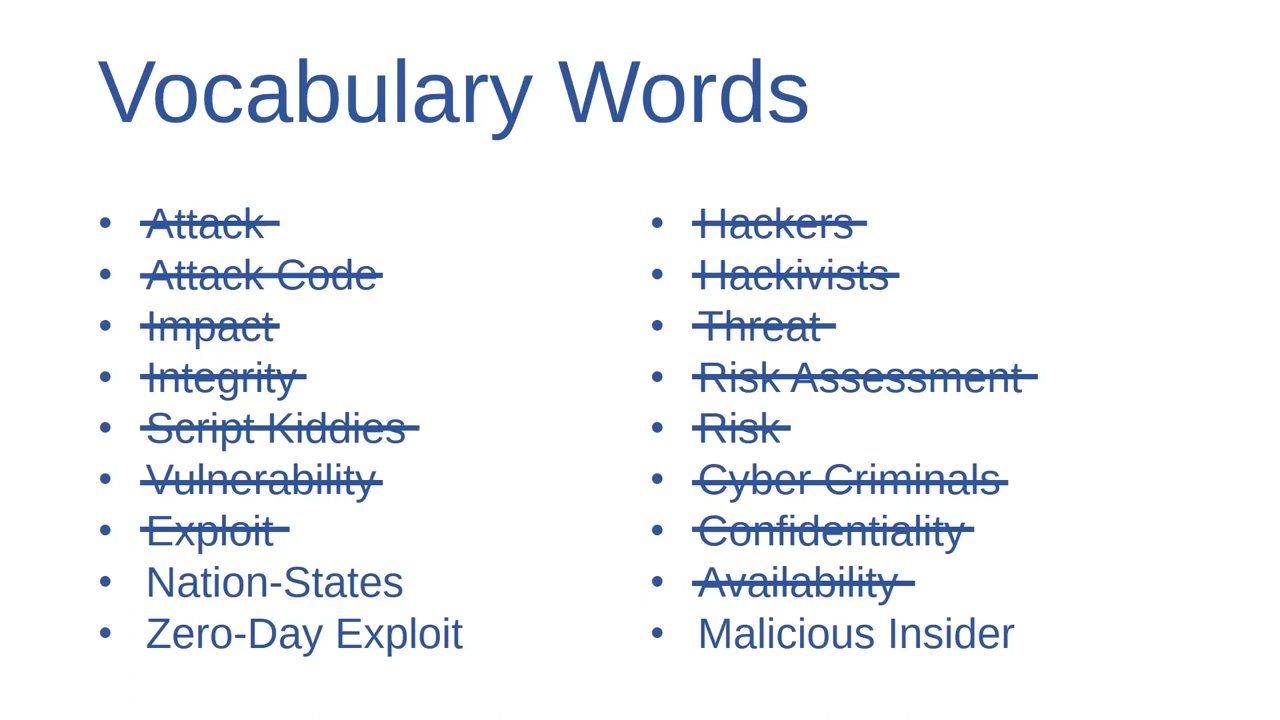 Vocabulary Words
• Attack
• Attack Code
• Impact
• Integrity
• Script Kiddies
• Vulnerability
• Exploit
• Nation-States
• Zero-Day Exploit
• Hackers
• Hackivists
• Threat
• Risk Assessment
• Risk
• Cyber Criminals
• Confidentiality
• Availability
• Malicious Insider